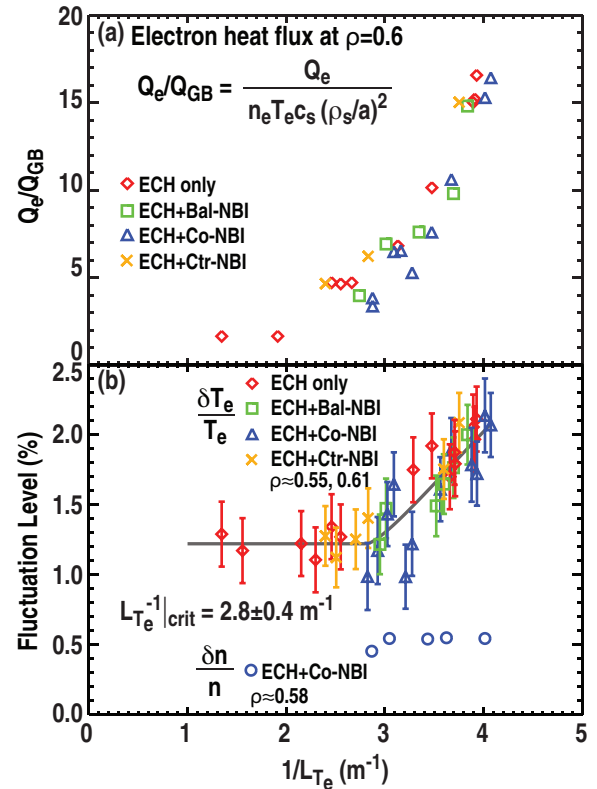 20
15
10
5
0
Q_e/Q_GB
(a) Electron heat flux at ρ=0.6
Q_e/Q_GB = Q_e / n_e T_e c_s (ρ_s/a)^2
ECH only
ECH+Bal-NBI
ECH+Co-NBI
ECH+Ctr-NBI
2.5
2.0
1.5
1.0
0.5
0.0
Fluctuation Level (%)
(b)
δT_e / T_e
ECH only
ECH+Bal-NBI
ECH+Co-NBI
ECH+Ctr-NBI
ρ≈0.55, 0.61
L_Te^-1|crit = 2.8±0.4 m^-1
δn / n
ECH+Co-NBI
ρ≈0.58
0 1 2 3 4 5
1/L_Te (m^-1)